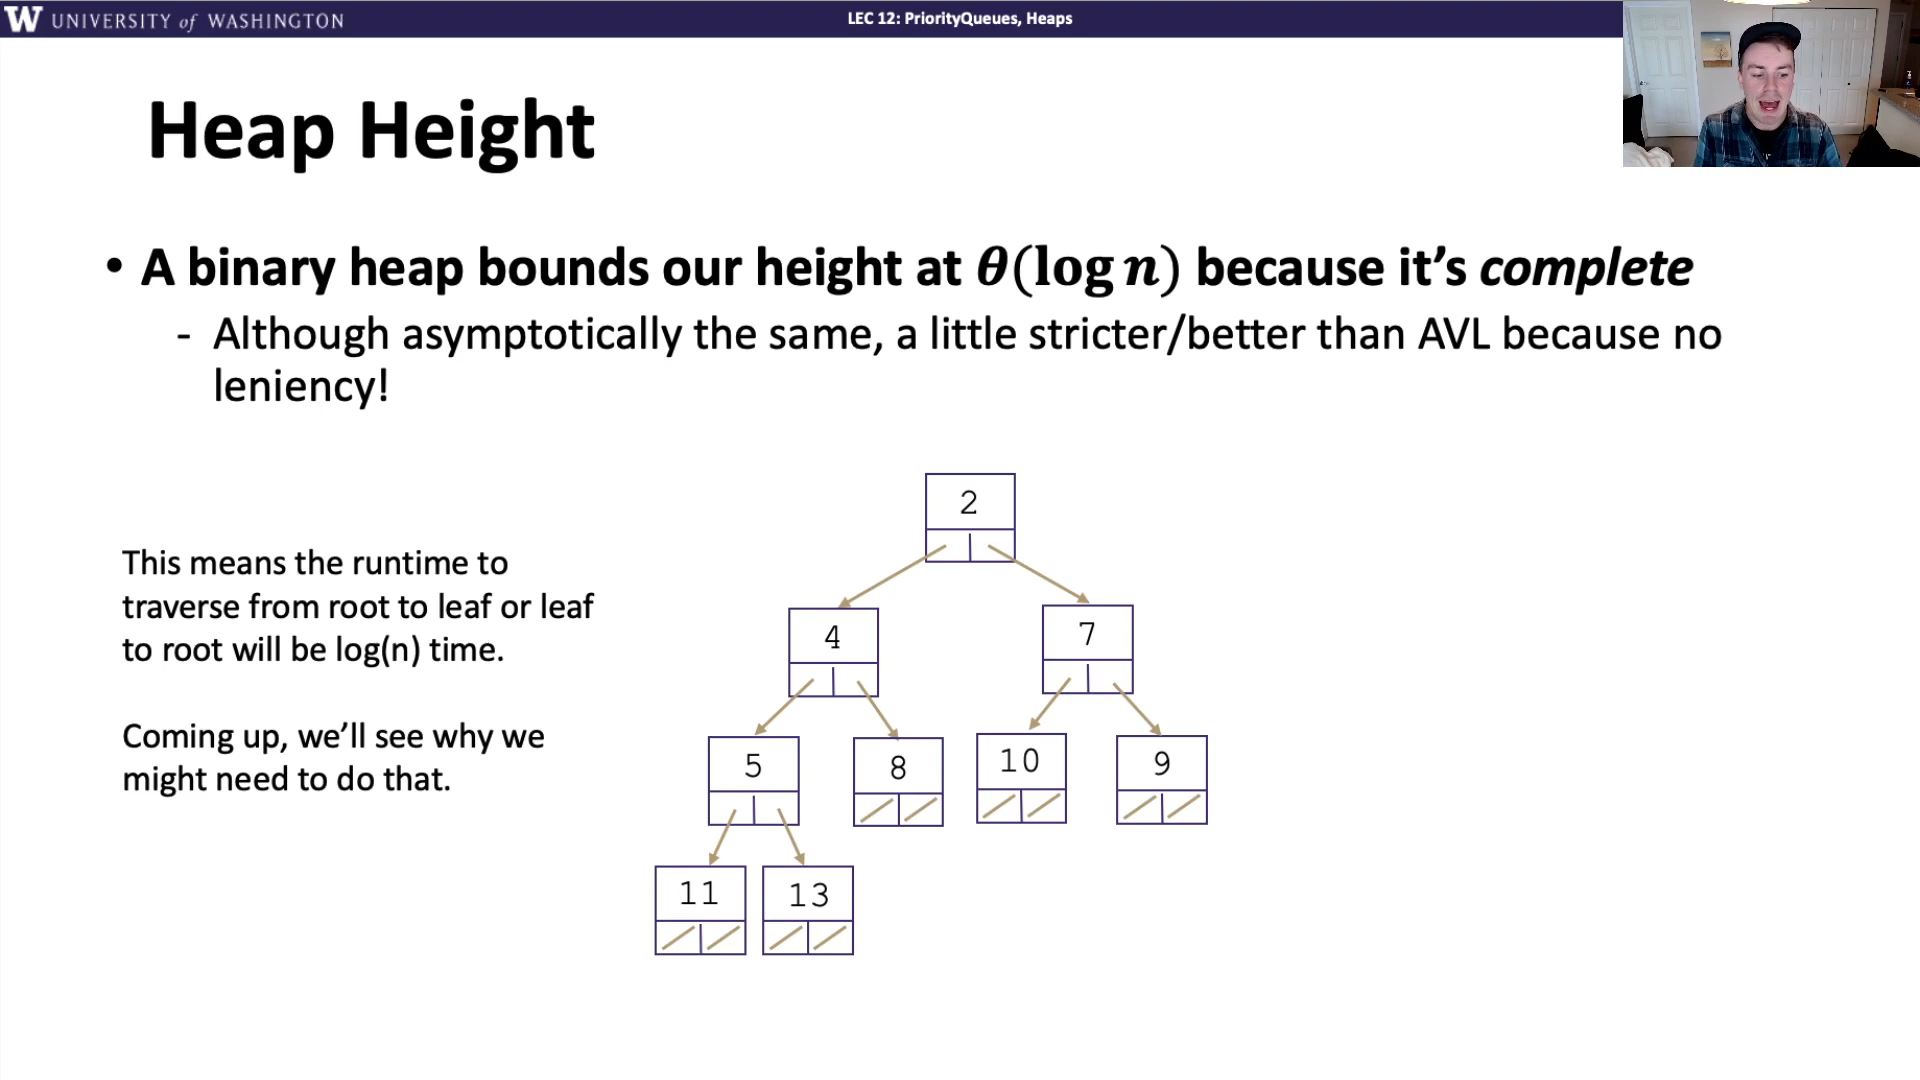 W UNIVERSITY of WASHINGTON
LEC 12: PriorityQueues, Heaps
Heap Height
• A binary heap bounds our height at θ(log n) because it’s complete
- Although asymptotically the same, a little stricter/better than AVL because no
leniency!
This means the runtime to
traverse from root to leaf or leaf
to root will be log(n) time.
Coming up, we’ll see why we
might need to do that.
2
4 7
5 8 10 9
11 13